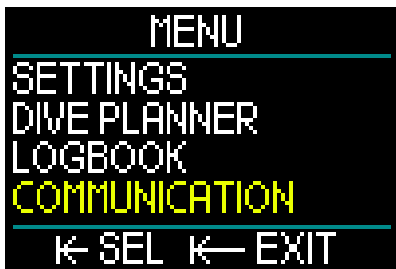 MENU
SETTINGS
DIVE PLANNER
LOGBOOK
COMMUNICATION
SEL EXIT